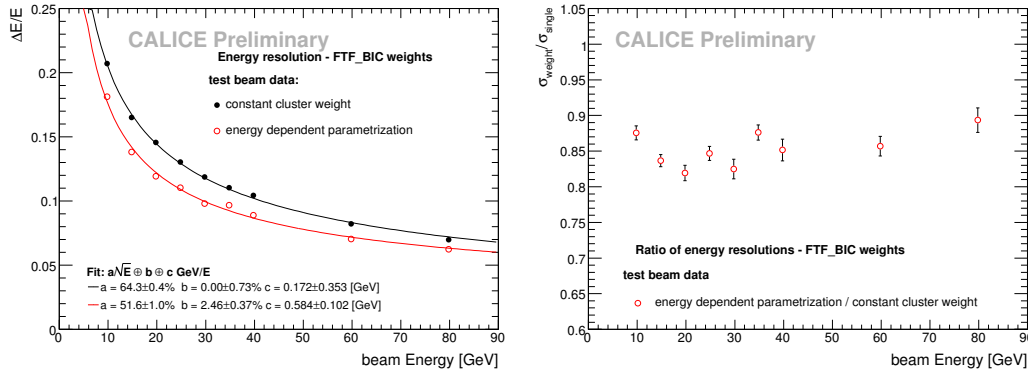 CALICE Preliminary
Energy resolution - FTF_BIC weights
test beam data:
constant cluster weight
energy dependent parametrization
Fit: a/√E ⊕ b ⊕ c GeV/E
a = 64.3±0.4% b = 0.00±0.73% c = 0.172±0.353 [GeV]
a = 51.6±1.0% b = 2.46±0.37% c = 0.584±0.102 [GeV]
ΔE/E
0.25
0.2
0.15
0.1
0.05
0
0 10 20 30 40 50 60 70 80 90
beam Energy [GeV]
CALICE Preliminary
Ratio of energy resolutions - FTF_BIC weights
test beam data
energy dependent parametrization / constant cluster weight
σweight/σsingle
1.05
1
0.95
0.9
0.85
0.8
0.75
0.7
0.65
0.6
0 10 20 30 40 50 60 70 80 90
beam Energy [GeV]